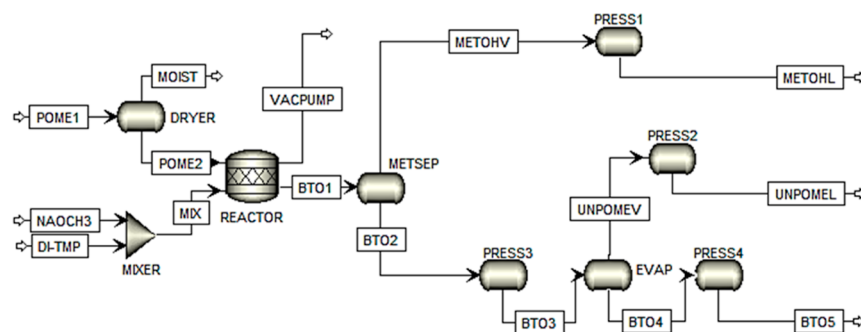 PRESS1
METOHV
MOIST
METOHL
VACPUMP
POME1
DRYER
PRESS2
POME2
METSEP
BTO1
UNPOMEL
REACTOR
UNPOMEV
NAOCH3
MIX
DI-TMP
BTO2
PRESS3
EVAP
PRESS4
MIXER
BTO3
BTO4
BTO5